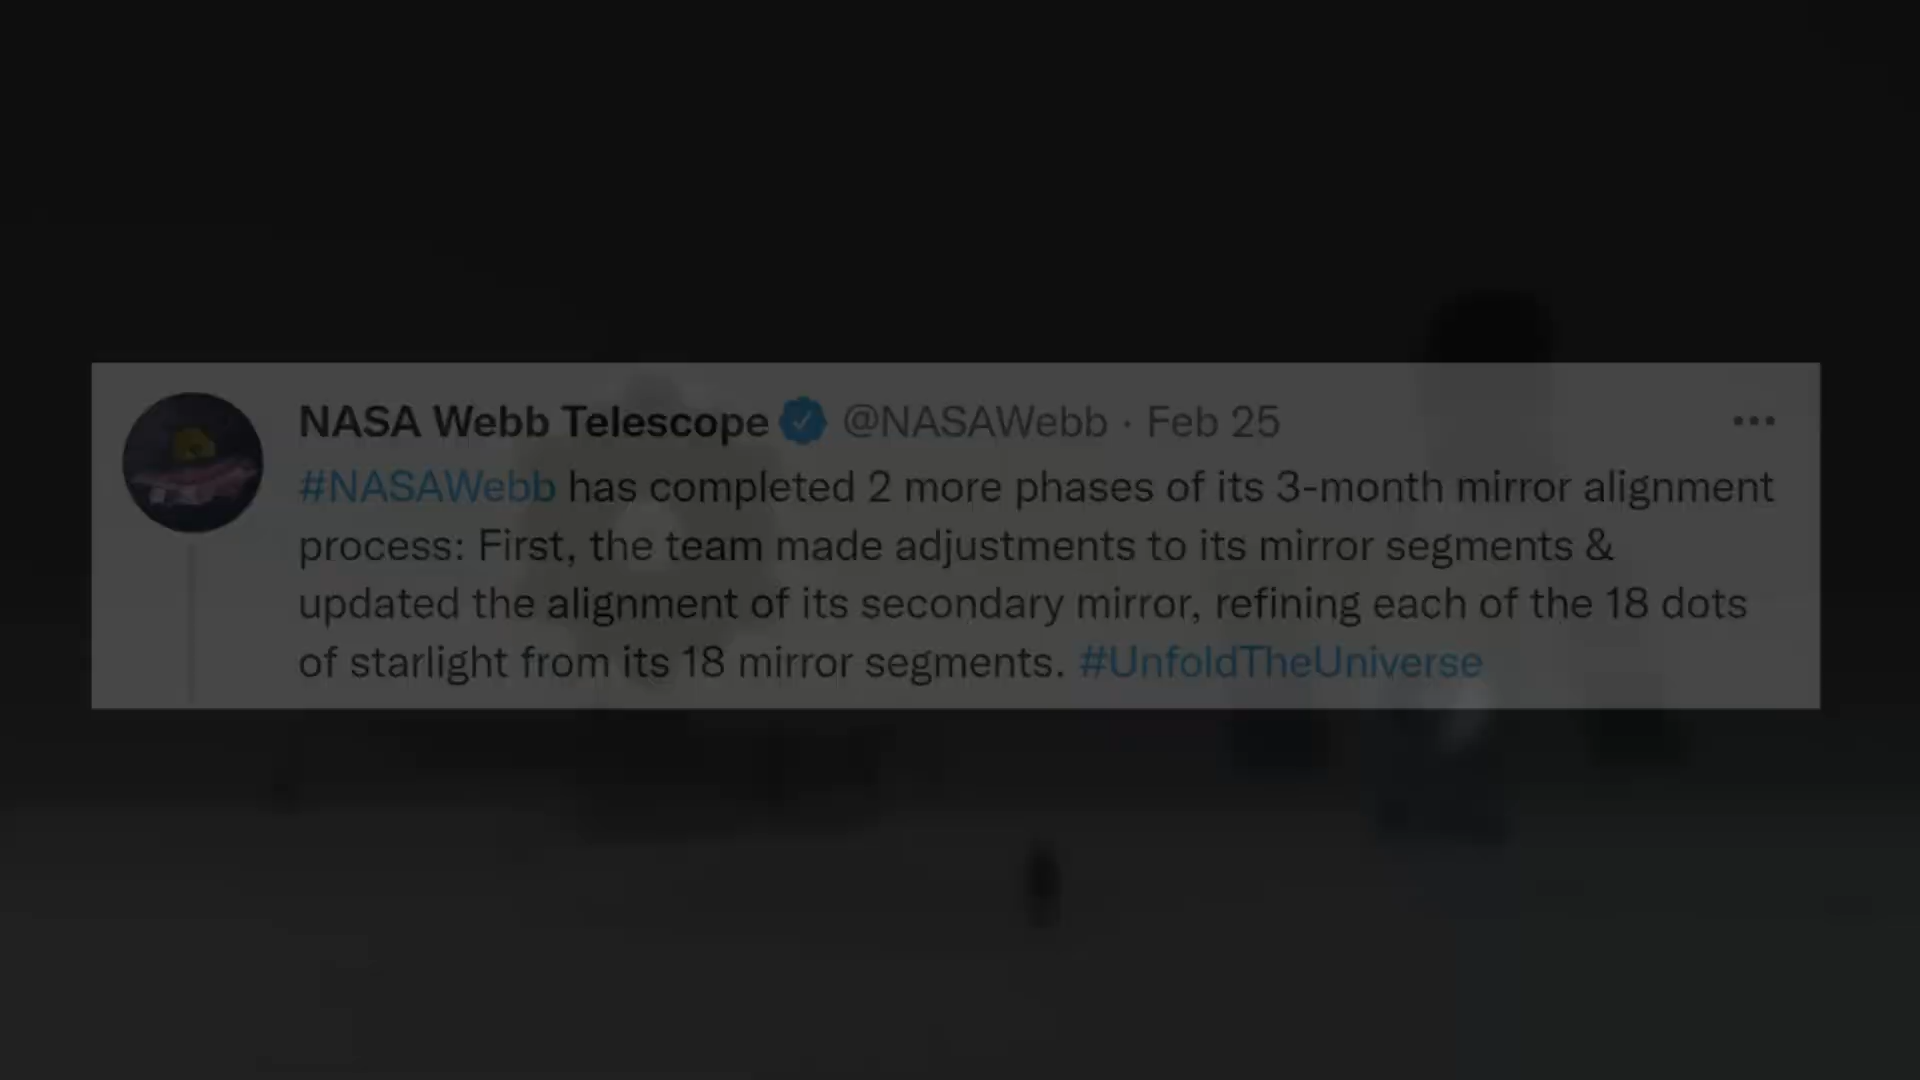 NASA Webb Telescope @NASAWebb · Feb 25
#NASAWebb has completed 2 more phases of its 3-month mirror alignment
process: First, the team made adjustments to its mirror segments &
updated the alignment of its secondary mirror, refining each of the 18 dots
of starlight from its 18 mirror segments. #UnfoldTheUniverse